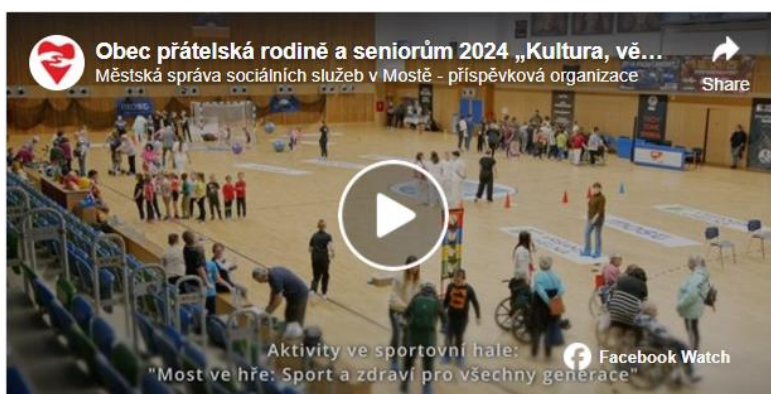 Obec přátelská rodině a seniorům 2024 „Kultura, vě...
Městská správa sociálních služeb v Mostě - příspěvková organizace
Share
Aktivity ve sportovní hale:
"Most ve hře: Sport a zdraví pro všechny generace"
Facebook Watch